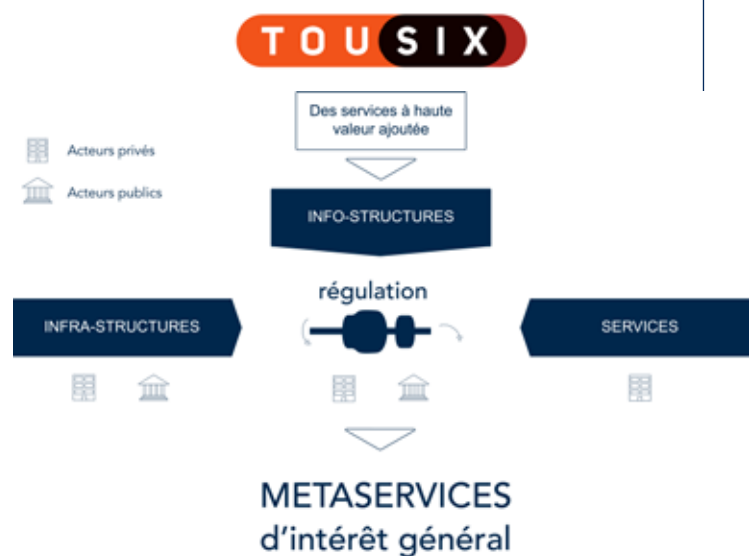 TOUSIX
Des services à haute
valeur ajoutée
Acteurs privés
Acteurs publics
INFO-STRUCTURES
régulation
INFRA-STRUCTURES
SERVICES
METASERVICES
d'intérêt général